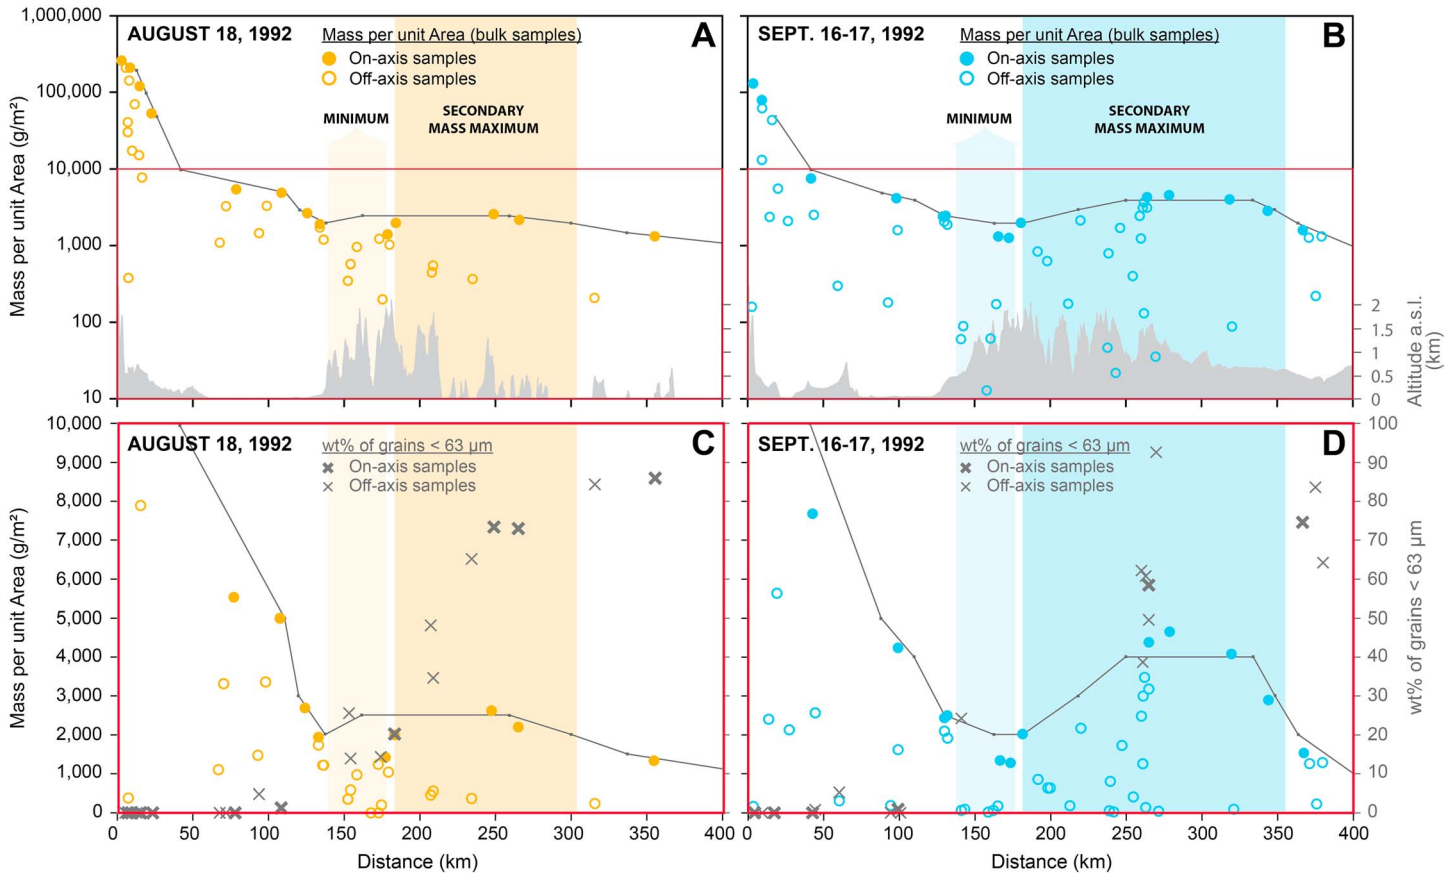 AUGUST 18, 1992
Mass per unit Area (bulk samples)
On-axis samples
Off-axis samples
A
MINIMUM
SECONDARY
MASS MAXIMUM
Mass per unit Area (g/m²)
1,000,000
100,000
10,000
1,000
100
10
SEPT. 16-17, 1992
Mass per unit Area (bulk samples)
On-axis samples
Off-axis samples
B
MINIMUM
SECONDARY
MASS MAXIMUM
2
1.5
1
0.5
0
Altitude a.s.l.
(km)
AUGUST 18, 1992
wt% of grains < 63 µm
On-axis samples
Off-axis samples
C
Mass per unit Area (g/m²)
10,000
9,000
8,000
7,000
6,000
5,000
4,000
3,000
2,000
1,000
0
0 50 100 150 200 250 300 350 400
Distance (km)
SEPT. 16-17, 1992
wt% of grains < 63 µm
On-axis samples
Off-axis samples
D
100
90
80
70
60
50
40
30
20
10
0
wt% of grains < 63 µm
0 50 100 150 200 250 300 350 400
Distance (km)